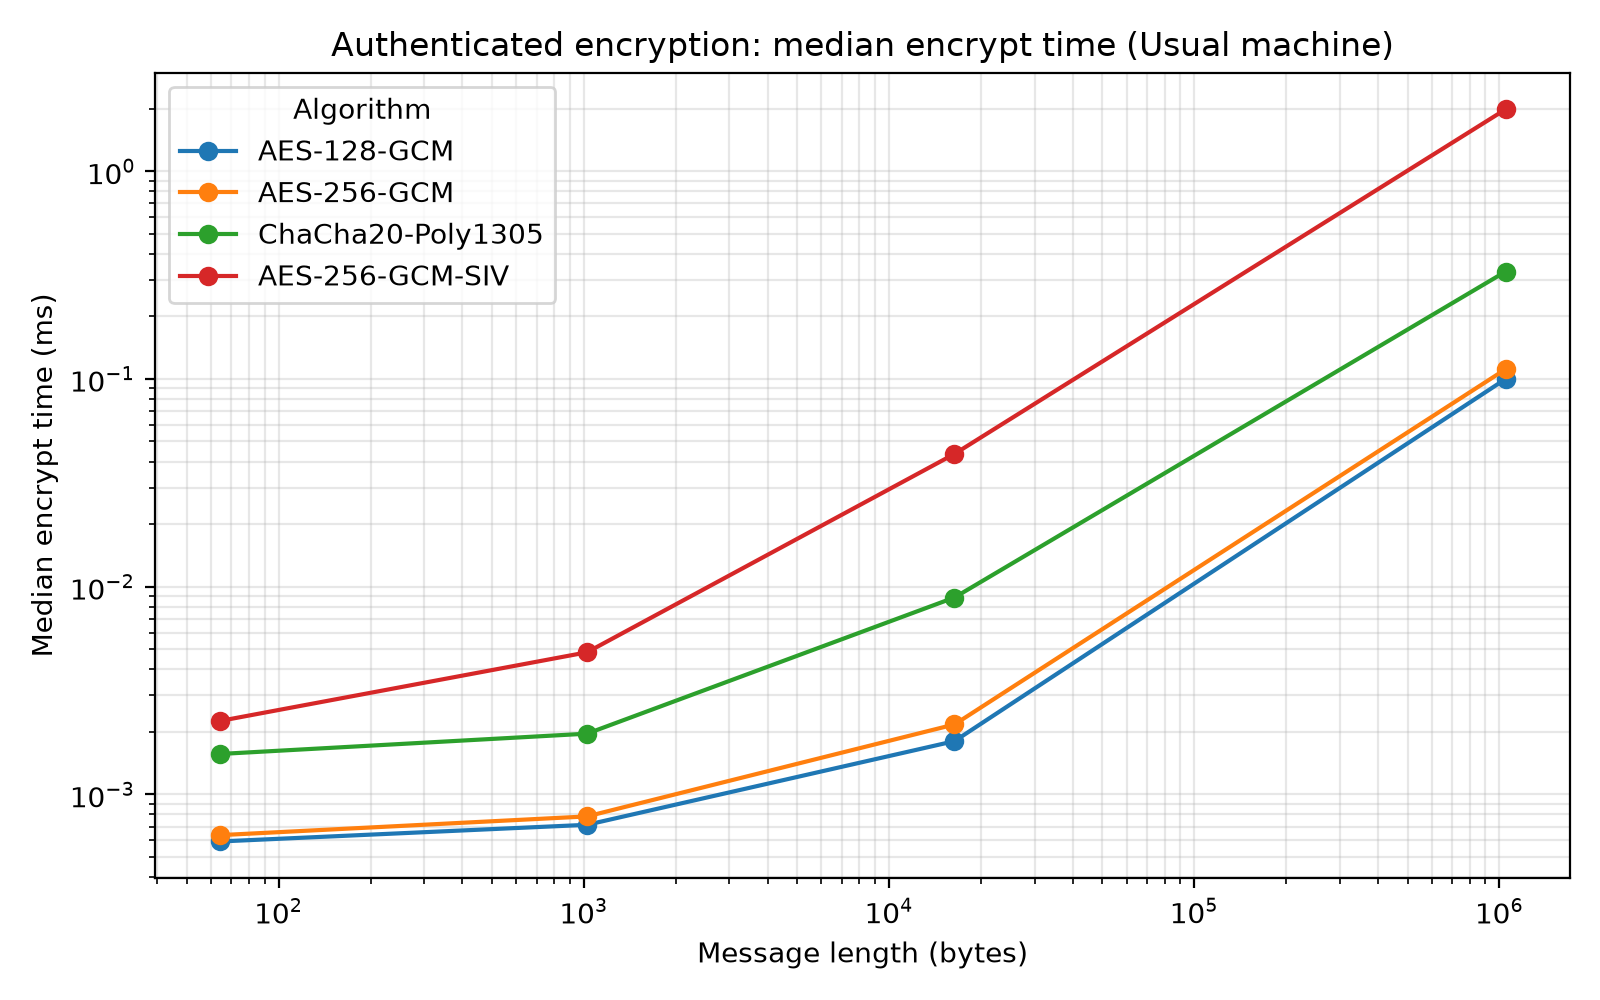 Authenticated encryption: median encrypt time (Usual machine)
Algorithm
AES-128-GCM
AES-256-GCM
ChaCha20-Poly1305
AES-256-GCM-SIV
Median encrypt time (ms)
10⁰
10⁻¹
10⁻²
10⁻³
10² 10³ 10⁴ 10⁵ 10⁶
Message length (bytes)